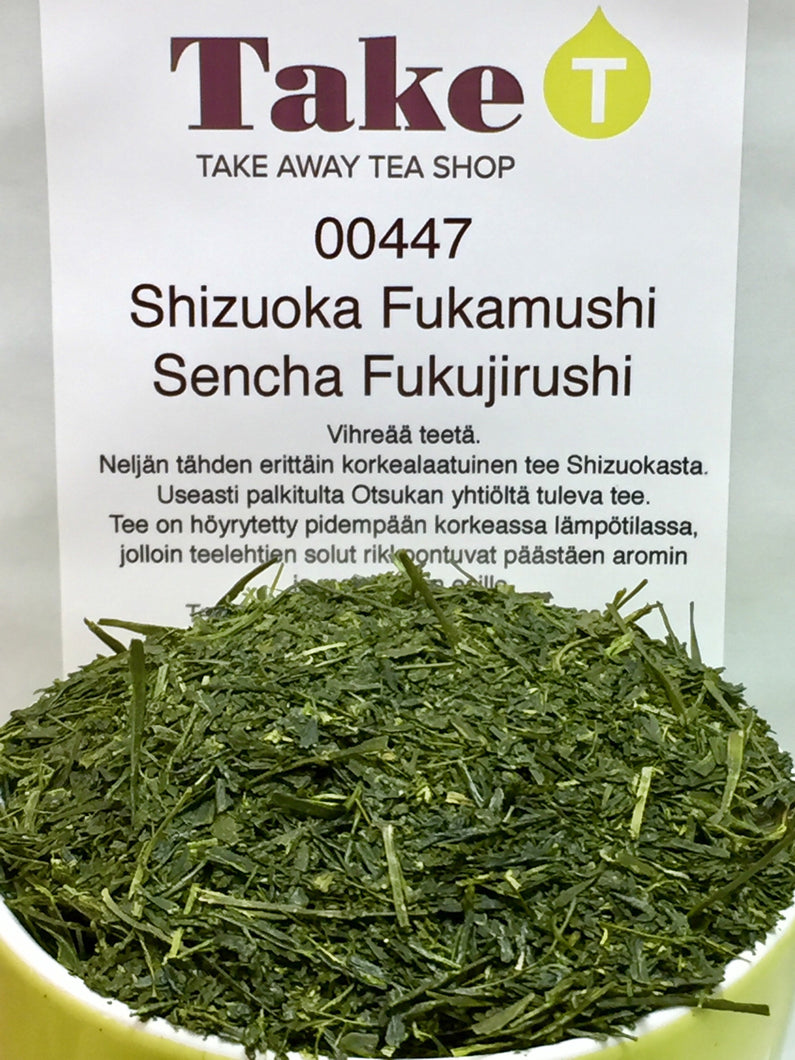 Take T
TAKE AWAY TEA SHOP
00447
Shizuoka Fukamushi
Sencha Fukujirushi
Vihreää teetä.
Neljän tähden erittäin korkealaatuinen tee Shizuokasta.
Useasti palkitulta Otsukan yhtiöltä tuleva tee.
Tee on höyrytetty pidempään korkeassa lämpötilassa,
jolloin teelehtien solut rikkoontuvat päästäen aromin